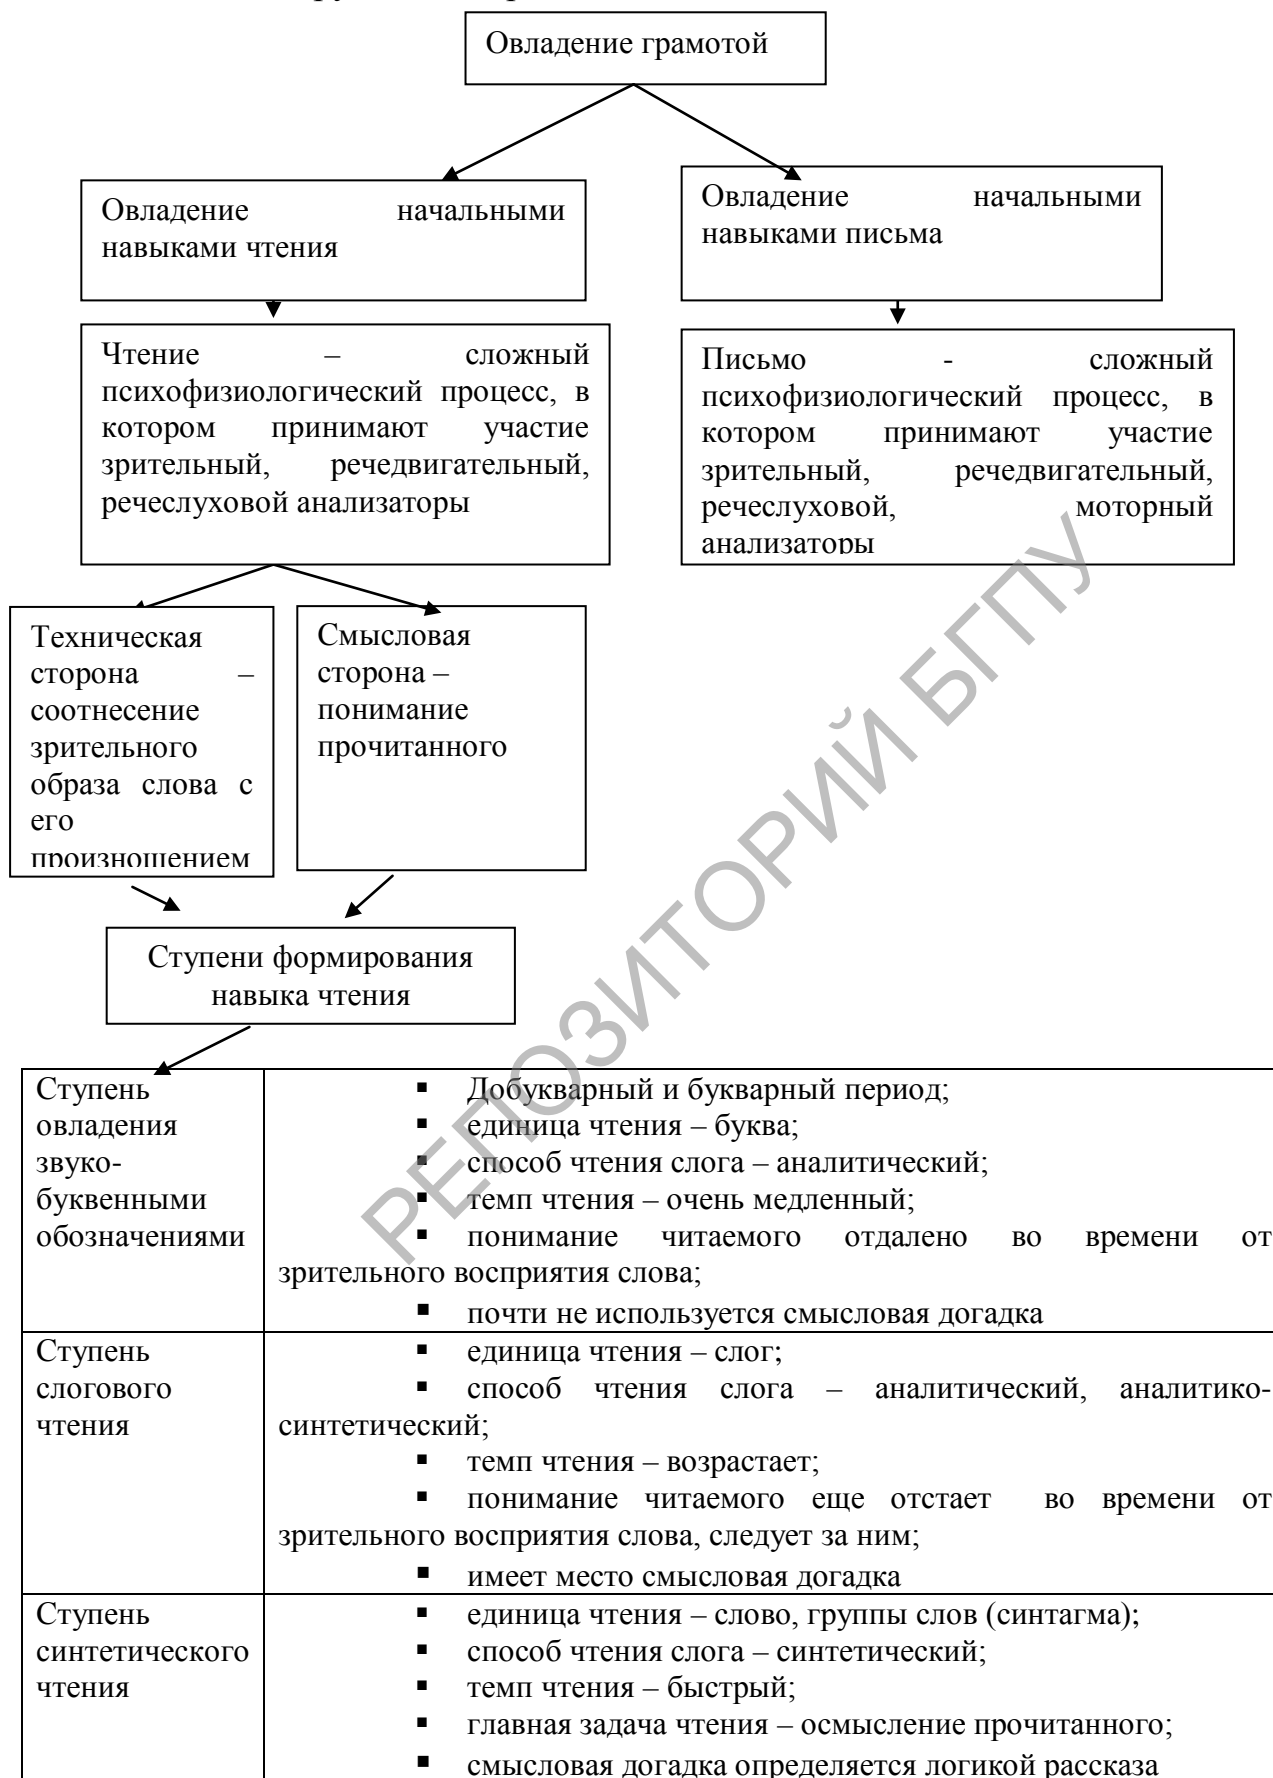 Овладение грамотой
Овладение начальными
навыками чтения
Овладение начальными
навыками письма
Чтение – сложный
психофизиологический процесс, в
котором принимают участие
зрительный, речедвигательный,
речеслуховой анализаторы
Письмо - сложный
психофизиологический процесс, в
котором принимают участие
зрительный, речедвигательный,
речеслуховой, моторный
анализаторы
Техническая
сторона –
соотнесение
зрительного
образа слова с
его
произношением
Смысловая
сторона –
понимание
прочитанного
Ступени формирования
навыка чтения
Ступень
овладения
звуко-
буквенными
обозначениями
▪ Добукварный и букварный период;
▪ единица чтения – буква;
▪ способ чтения слога – аналитический;
▪ темп чтения – очень медленный;
▪ понимание читаемого отдалено во времени от
зрительного восприятия слова;
▪ почти не используется смысловая догадка
Ступень
слогового
чтения
▪ единица чтения – слог;
▪ способ чтения слога – аналитический, аналитико-
синтетический;
▪ темп чтения – возрастает;
▪ понимание читаемого еще отстает во времени от
зрительного восприятия слова, следует за ним;
▪ имеет место смысловая догадка
Ступень
синтетического
чтения
▪ единица чтения – слово, группы слов (синтагма);
▪ способ чтения слога – синтетический;
▪ темп чтения – быстрый;
▪ главная задача чтения – осмысление прочитанного;
▪ смысловая догадка определяется логикой рассказа
РЕПОЗИТОРИЙ БГПУ